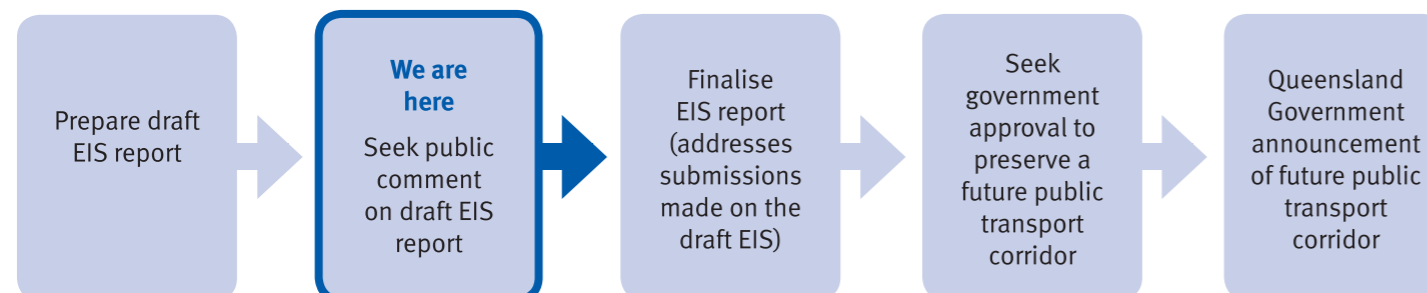 Prepare draft
EIS report
We are
here
Seek public
comment
on draft EIS
report
Finalise
EIS report
(addresses
submissions
made on the
draft EIS)
Seek
government
approval to
preserve a
future public
transport
corridor
Queensland
Government
announcement
of future public
transport
corridor